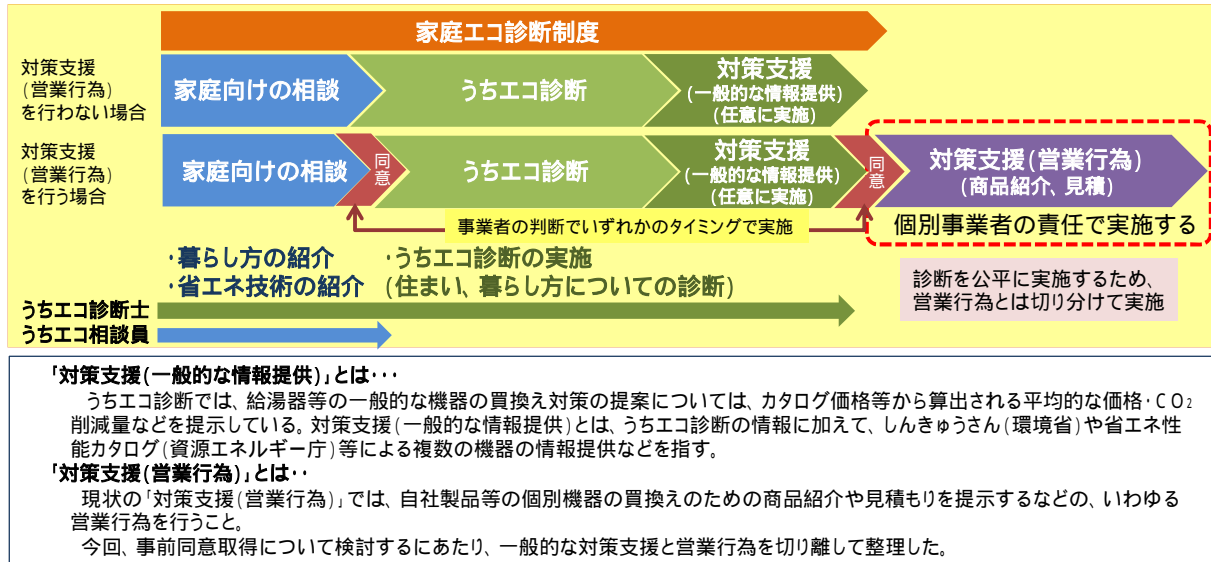 家庭エコ診断制度
対策支援
(営業行為)
を行わない場合
家庭向けの相談
うちエコ診断
対策支援
(一般的な情報提供)
(任意に実施)
対策支援
(営業行為)
を行う場合
家庭向けの相談
同意
うちエコ診断
対策支援
(一般的な情報提供)
(任意に実施)
同意
対策支援(営業行為)
(商品紹介、見積)
事業者の判断でいずれかのタイミングで実施
個別事業者の責任で実施する
・暮らし方の紹介
・省エネ技術の紹介
・うちエコ診断の実施
(住まい、暮らし方についての診断)
診断を公平に実施するため、
営業行為とは切り分けて実施
うちエコ診断士
うちエコ相談員
「対策支援(一般的な情報提供)」とは・・・
うちエコ診断では、給湯器等の一般的な機器の買換え対策の提案については、カタログ価格等から算出される平均的な価格・CO2
削減量などを提示している。対策支援(一般的な情報提供)とは、うちエコ診断の情報に加えて、しんきゅうさん(環境省)や省エネ性
能カタログ(資源エネルギー庁)等による複数の機器の情報提供などを指す。
「対策支援(営業行為)」とは・・
現状の「対策支援(営業行為)」では、自社製品等の個別機器の買換えのための商品紹介や見積もりを提示するなどの、いわゆる
営業行為を行うこと。
今回、事前同意取得について検討するにあたり、一般的な対策支援と営業行為を切り離して整理した。